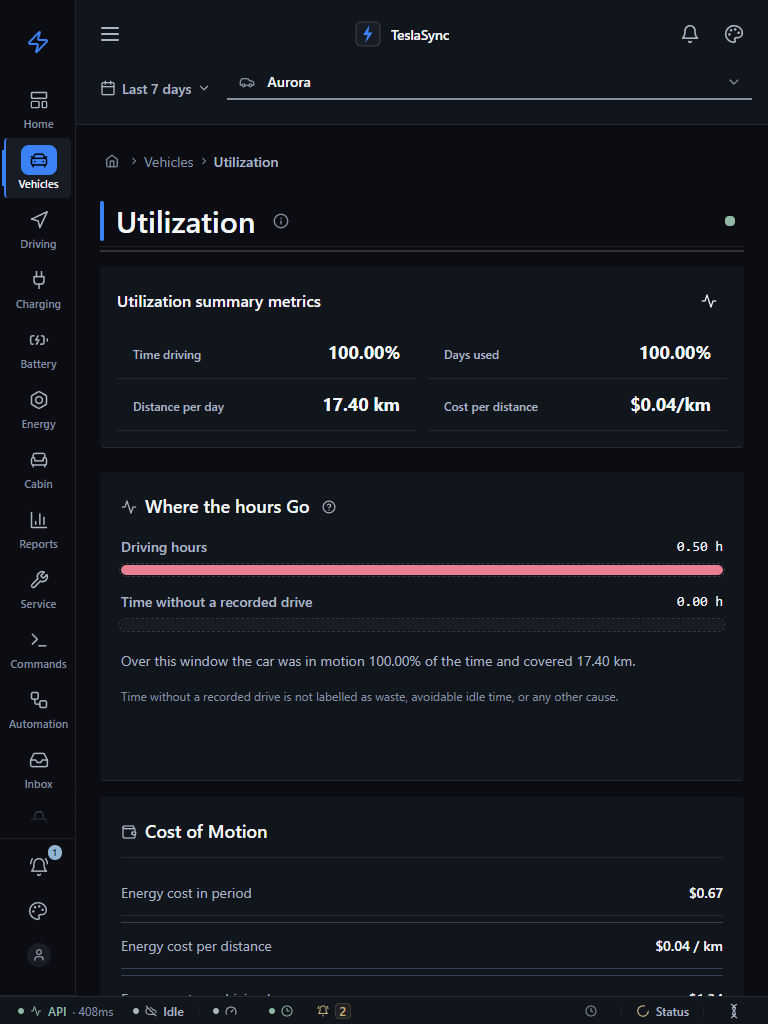 TeslaSync
Last 7 days
Aurora
Home
Vehicles
Driving
Charging
Battery
Energy
Cabin
Reports
Service
Commands
Automation
Inbox
1
Vehicles
Utilization
Utilization
Utilization summary metrics
Time driving 100.00%
Days used 100.00%
Distance per day 17.40 km
Cost per distance $0.04/km
Where the hours Go
Driving hours 0.50 h
Time without a recorded drive 0.00 h
Over this window the car was in motion 100.00% of the time and covered 17.40 km.
Time without a recorded drive is not labelled as waste, avoidable idle time, or any other cause.
Cost of Motion
Energy cost in period $0.67
Energy cost per distance $0.04 / km
API · 408ms
Idle
2
Status